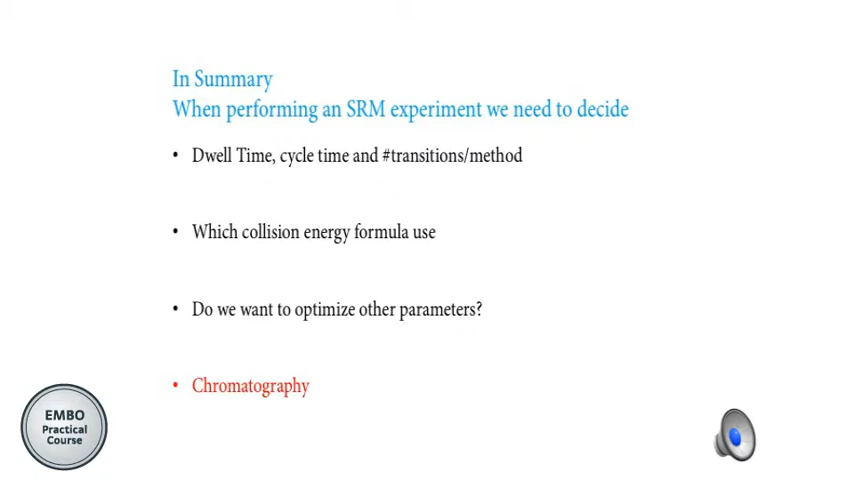 In Summary
When performing an SRM experiment we need to decide
• Dwell Time, cycle time and #transitions/method
• Which collision energy formula use
• Do we want to optimize other parameters?
• Chromatography
EMBO
Practical
Course